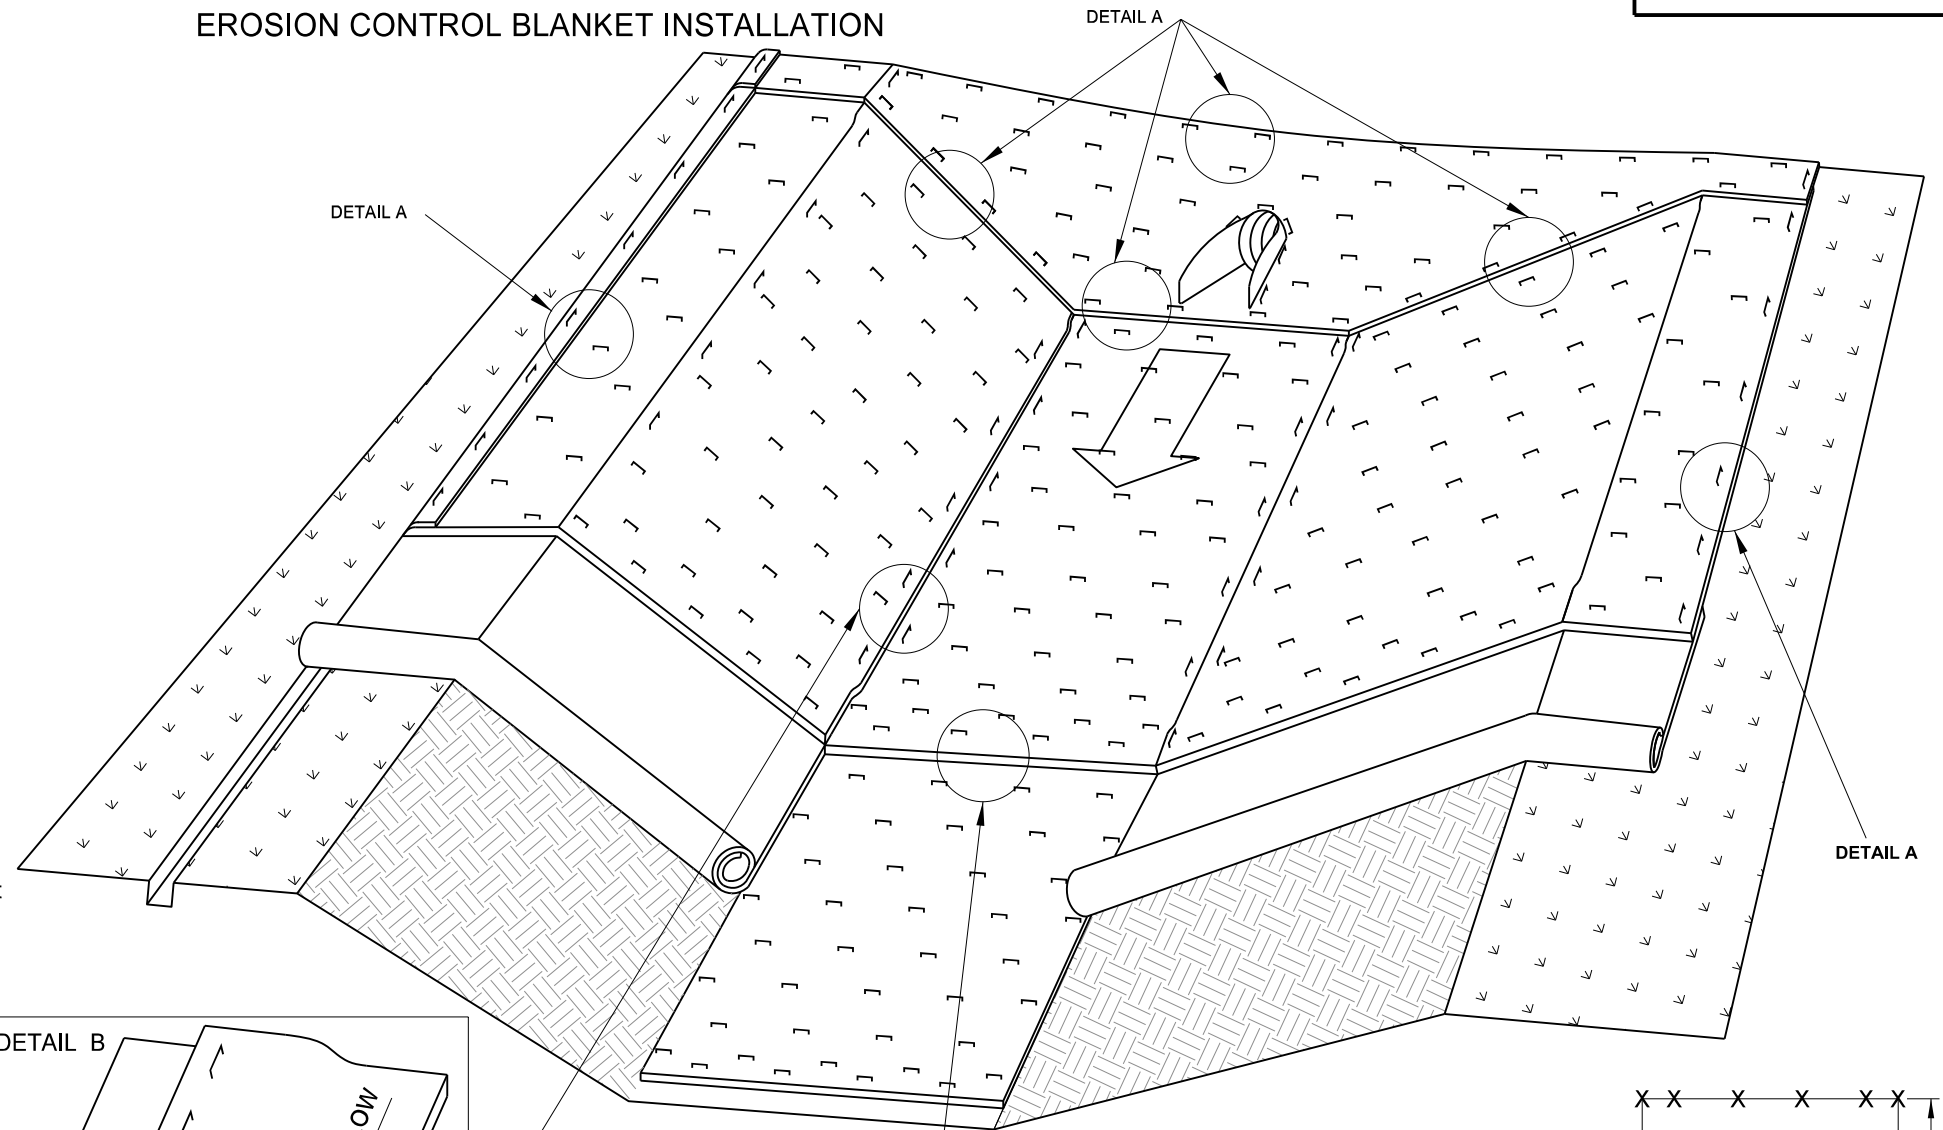 EROSION CONTROL BLANKET INSTALLATION
DETAIL A
DETAIL A
DETAIL A
DETAIL B
X X X X X X